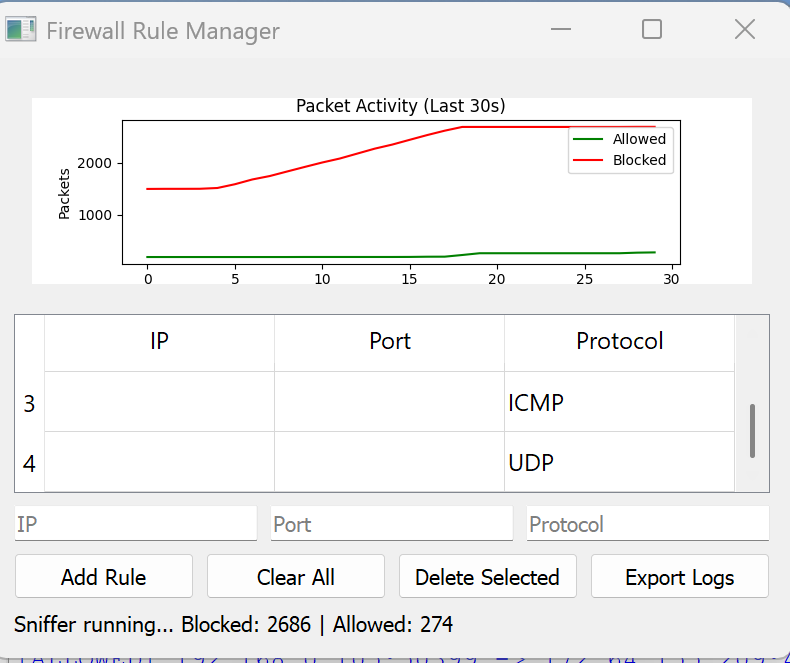 Firewall Rule Manager
Packet Activity (Last 30s)
Packets
2000
1000
Allowed
Blocked
0 5 10 15 20 25 30
IP Port Protocol
3 ICMP
4 UDP
IP Port Protocol
Add Rule Clear All Delete Selected Export Logs
Sniffer running... Blocked: 2686 | Allowed: 274